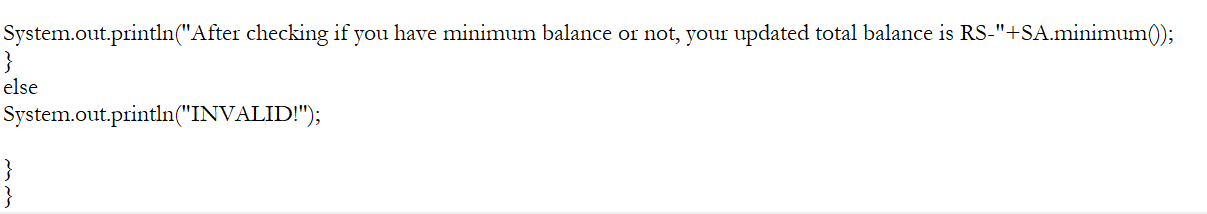 System.out.println("After checking if you have minimum balance or not, your updated total balance is RS-"+SA.minimum());
}
else
System.out.println("INVALID!");
}
}